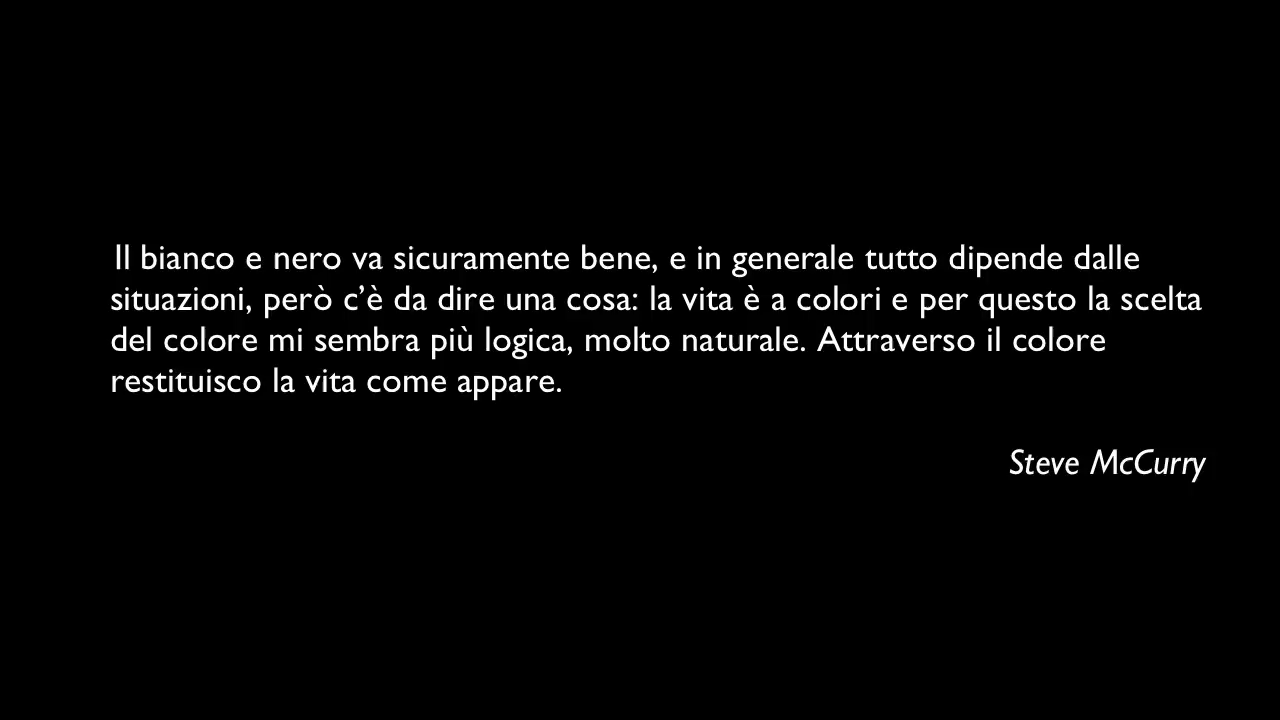 Il bianco e nero va sicuramente bene, e in generale tutto dipende dalle
situazioni, però c’è da dire una cosa: la vita è a colori e per questo la scelta
del colore mi sembra più logica, molto naturale. Attraverso il colore
restituisco la vita come appare.
Steve McCurry